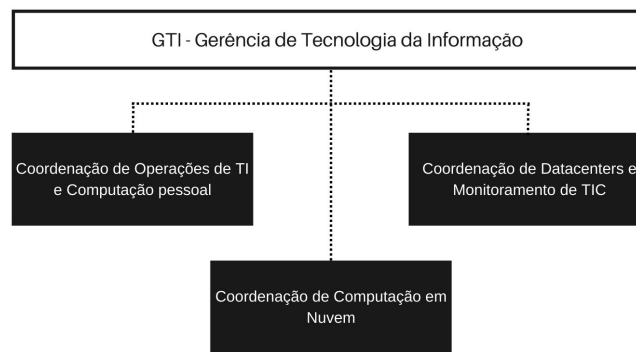 GTI - Gerência de Tecnologia da Informação
Coordenação de Operações de TI
e Computação pessoal
Coordenação de Datacenters e
Monitoramento de TIC
Coordenação de Computação em
Nuvem